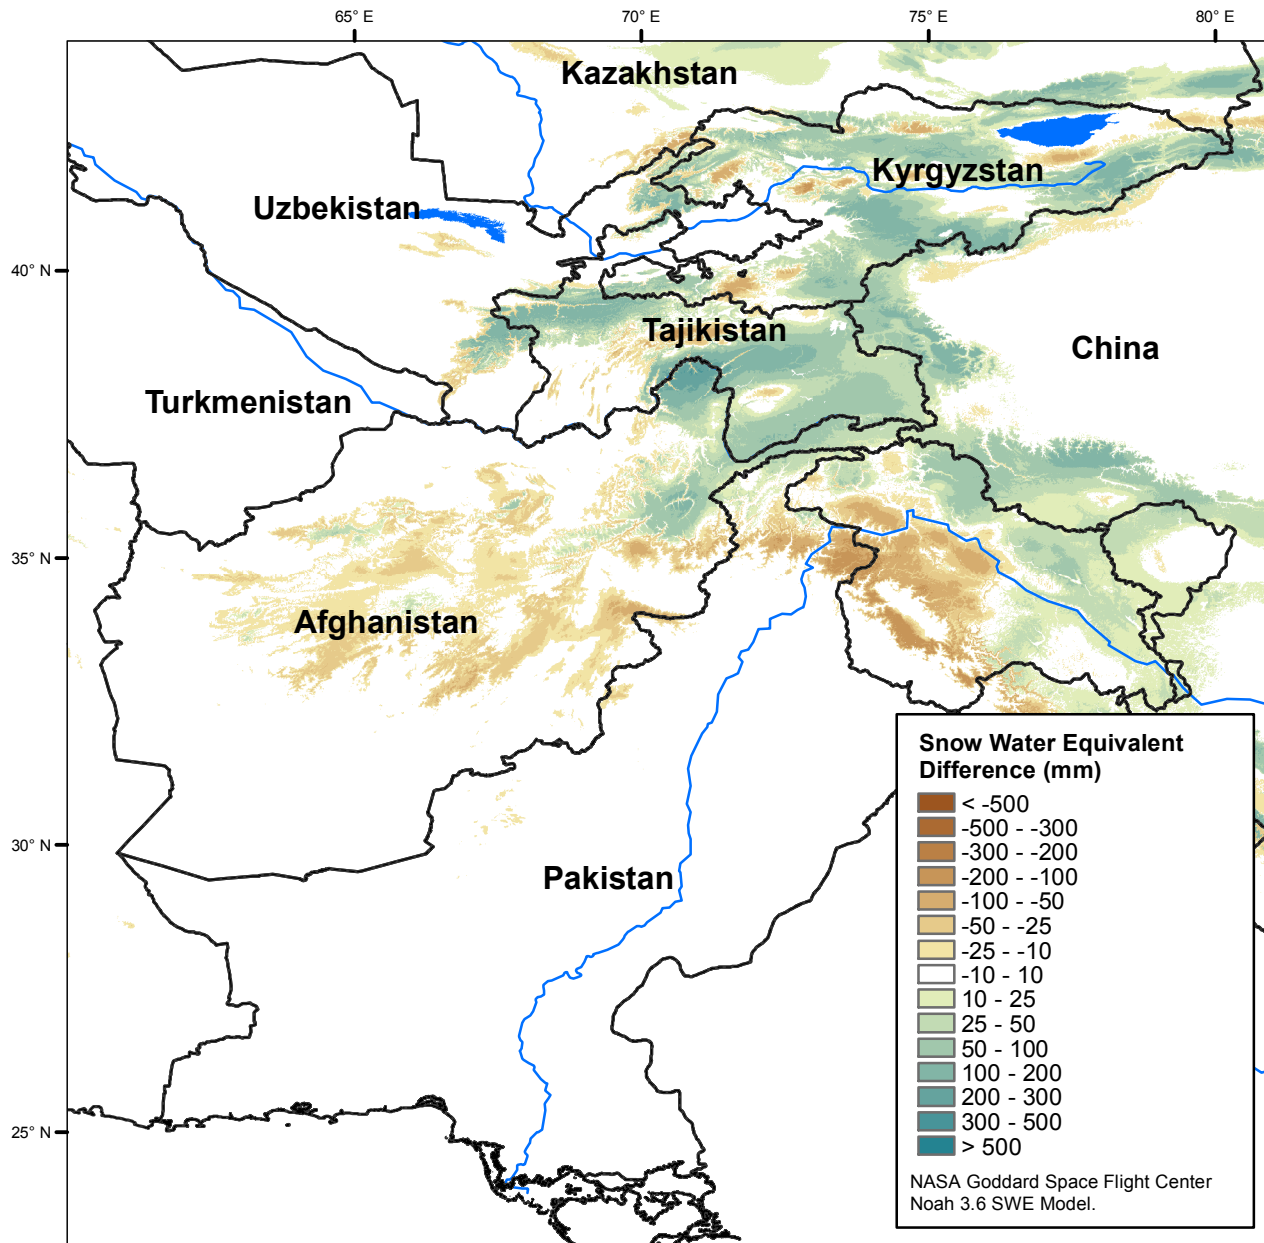 65° E
70° E
75° E
80° E
Kazakhstan
Kyrgyzstan
Uzbekistan
40° N
Tajikistan
China
Turkmenistan
35° N
Afghanistan
30° N
Pakistan
25° N
Snow Water Equivalent
Difference (mm)
< -500
-500 - -300
-300 - -200
-200 - -100
-100 - -50
-50 - -25
-25 - -10
-10 - 10
10 - 25
25 - 50
50 - 100
100 - 200
200 - 300
300 - 500
> 500
NASA Goddard Space Flight Center
Noah 3.6 SWE Model.